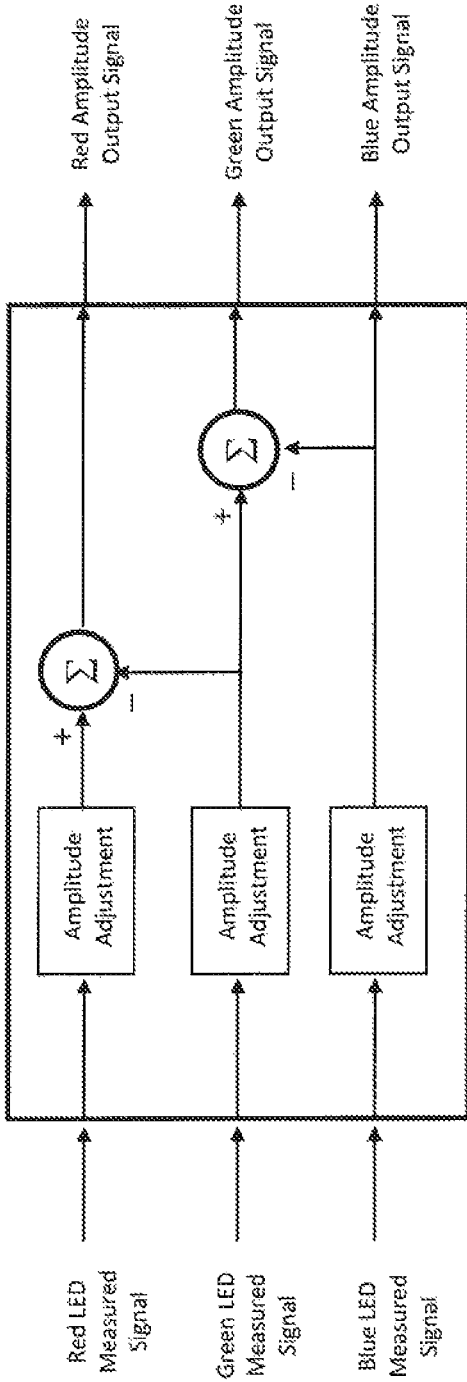 Red LED
Measured
Signal
Green LED
Measured
Signal
Blue LED
Measured
Signal
Amplitude
Adjustment
Amplitude
Adjustment
Amplitude
Adjustment
+
−
Σ
+
−
Σ
Red Amplitude
Output Signal
Green Amplitude
Output Signal
Blue Amplitude
Output Signal